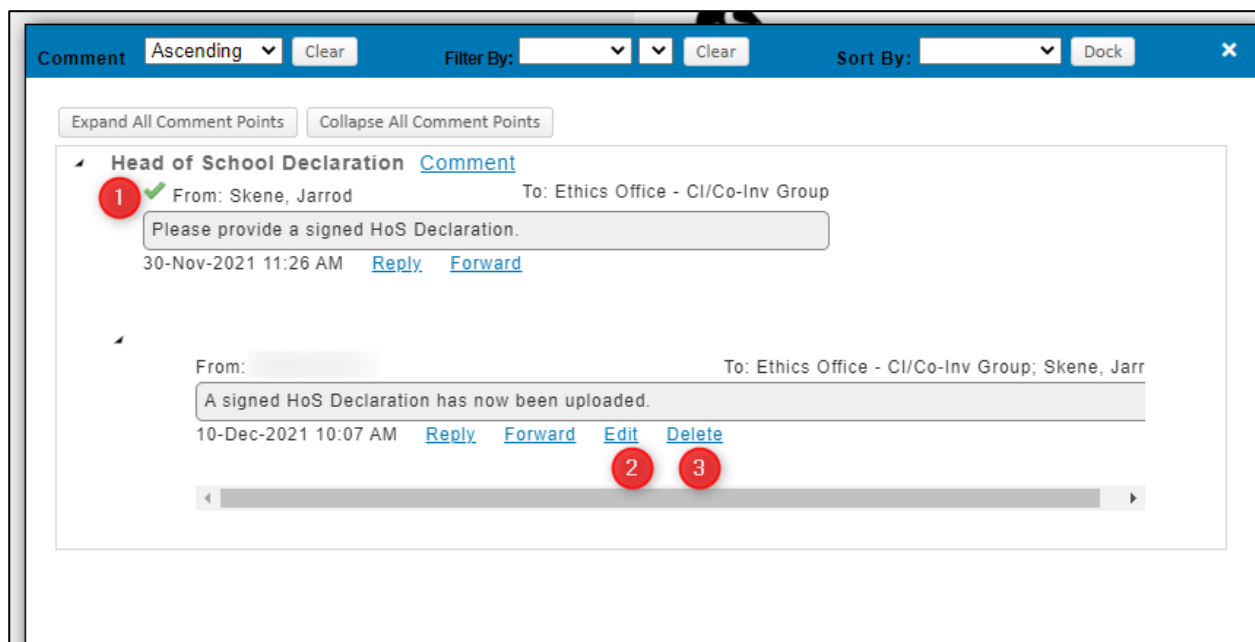 Comment Ascending Clear Filter By: Clear Sort By: Dock
Expand All Comment Points Collapse All Comment Points
Head of School Declaration Comment
1 From: Skene, Jarrod To: Ethics Office - CI/Co-Inv Group
Please provide a signed HoS Declaration.
30-Nov-2021 11:26 AM Reply Forward
From: To: Ethics Office - CI/Co-Inv Group; Skene, Jarr
A signed HoS Declaration has now been uploaded.
10-Dec-2021 10:07 AM Reply Forward Edit Delete
2 3